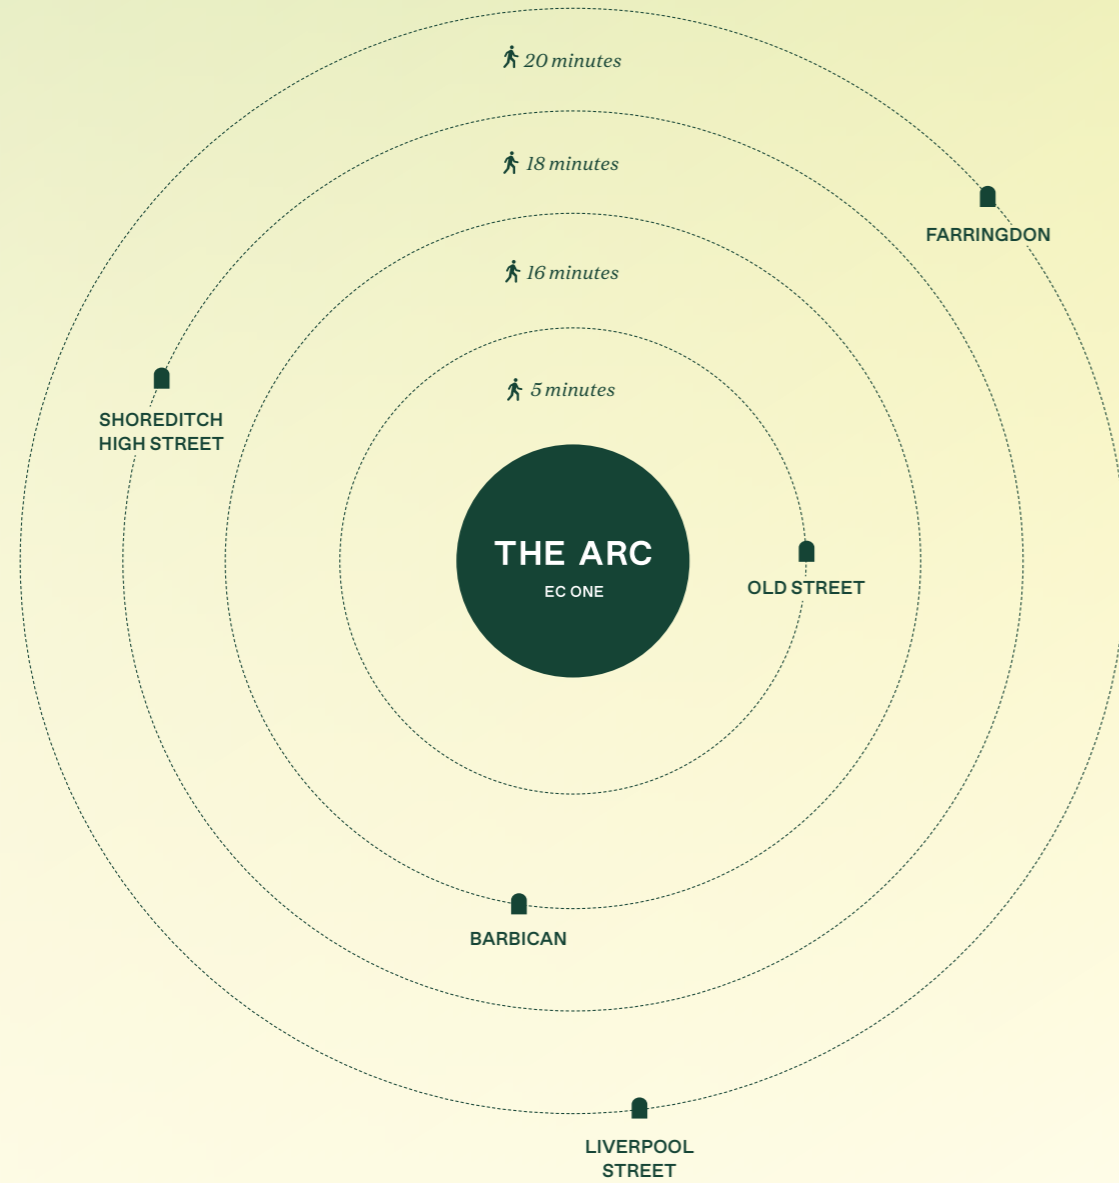 20 minutes
18 minutes
FARRINGDON
16 minutes
5 minutes
SHOREDITCH
HIGH STREET
THE ARC
EC ONE
OLD STREET
BARBICAN
LIVERPOOL
STREET